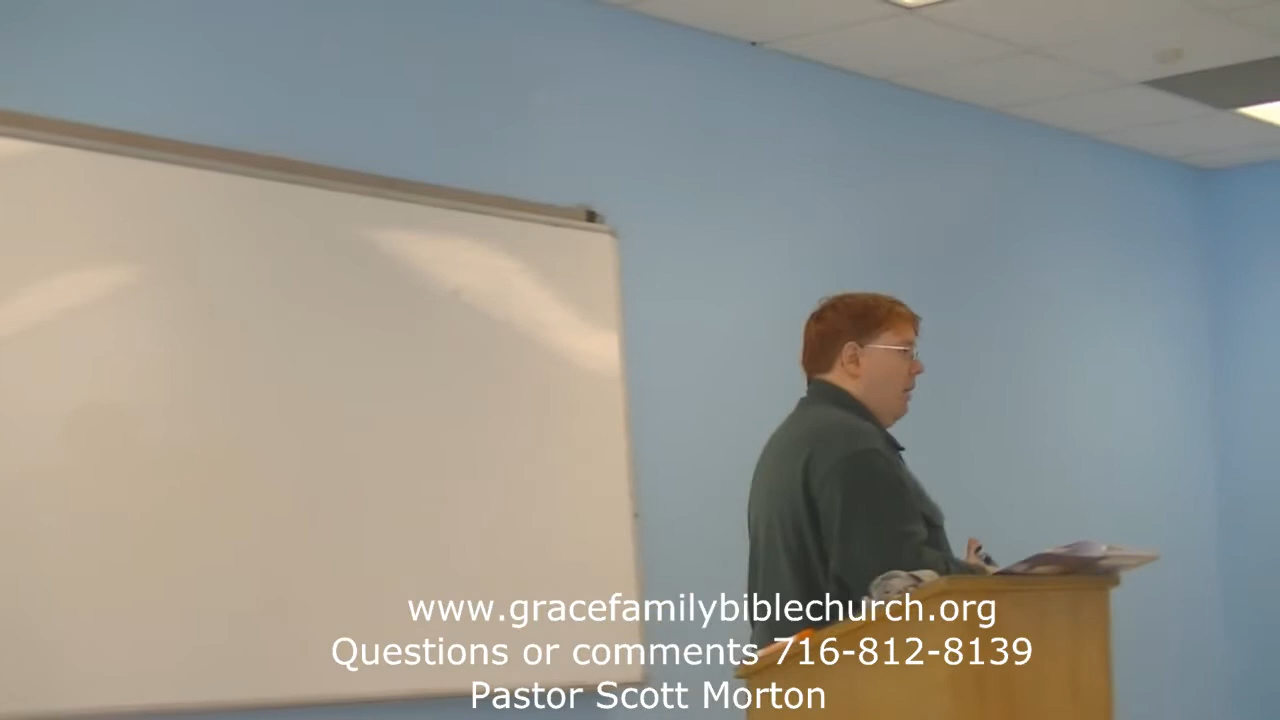 www.gracefamilybiblechurch.org
Questions or comments 716-812-8139
Pastor Scott Morton